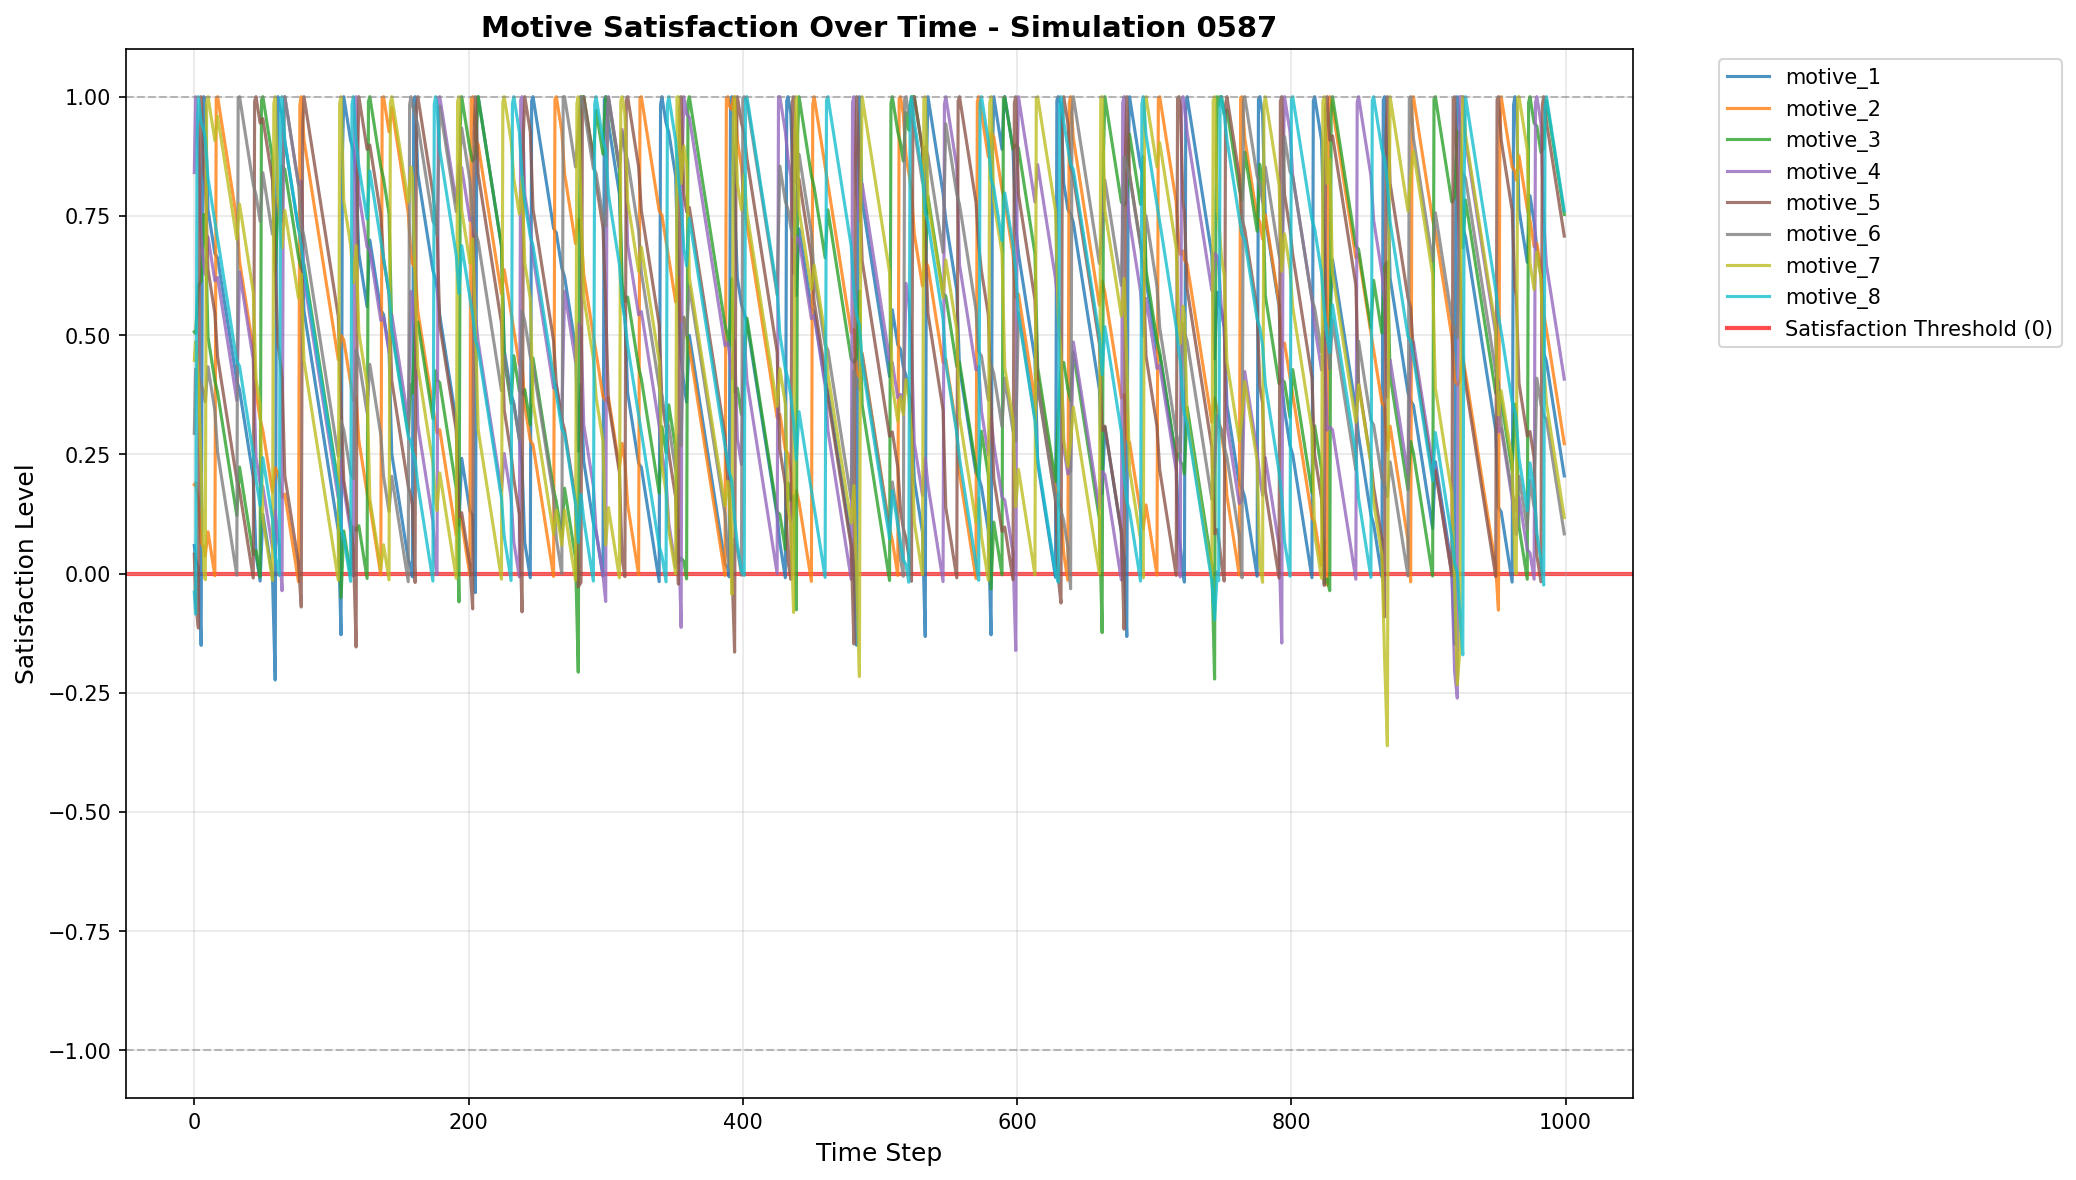 Motive Satisfaction Over Time - Simulation 0587
Satisfaction Level
1.00
0.75
0.50
0.25
0.00
−0.25
−0.50
−0.75
−1.00
0
200
400
600
800
1000
Time Step
motive_1
motive_2
motive_3
motive_4
motive_5
motive_6
motive_7
motive_8
Satisfaction Threshold (0)